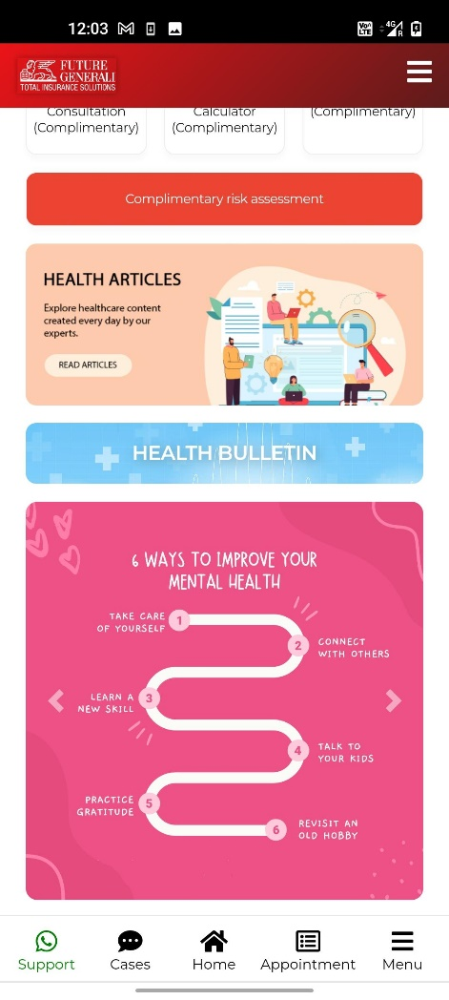 12:03
Vo)
LTE
4G
R
FUTURE
GENERALI
TOTAL INSURANCE SOLUTIONS
Consultation
(Complimentary)
Calculator
(Complimentary)
(Complimentary)
Complimentary risk assessment
HEALTH ARTICLES
Explore healthcare content
created every day by our
experts.
READ ARTICLES
HEALTH BULLETIN
6 WAYS TO IMPROVE YOUR
MENTAL HEALTH
TAKE CARE
OF YOURSELF
1
2
CONNECT
WITH OTHERS
LEARN A
NEW SKILL
3
4
TALK TO
YOUR KIDS
PRACTICE
GRATITUDE
5
6
REVISIT AN
OLD HOBBY
Support
Cases
Home
Appointment
Menu